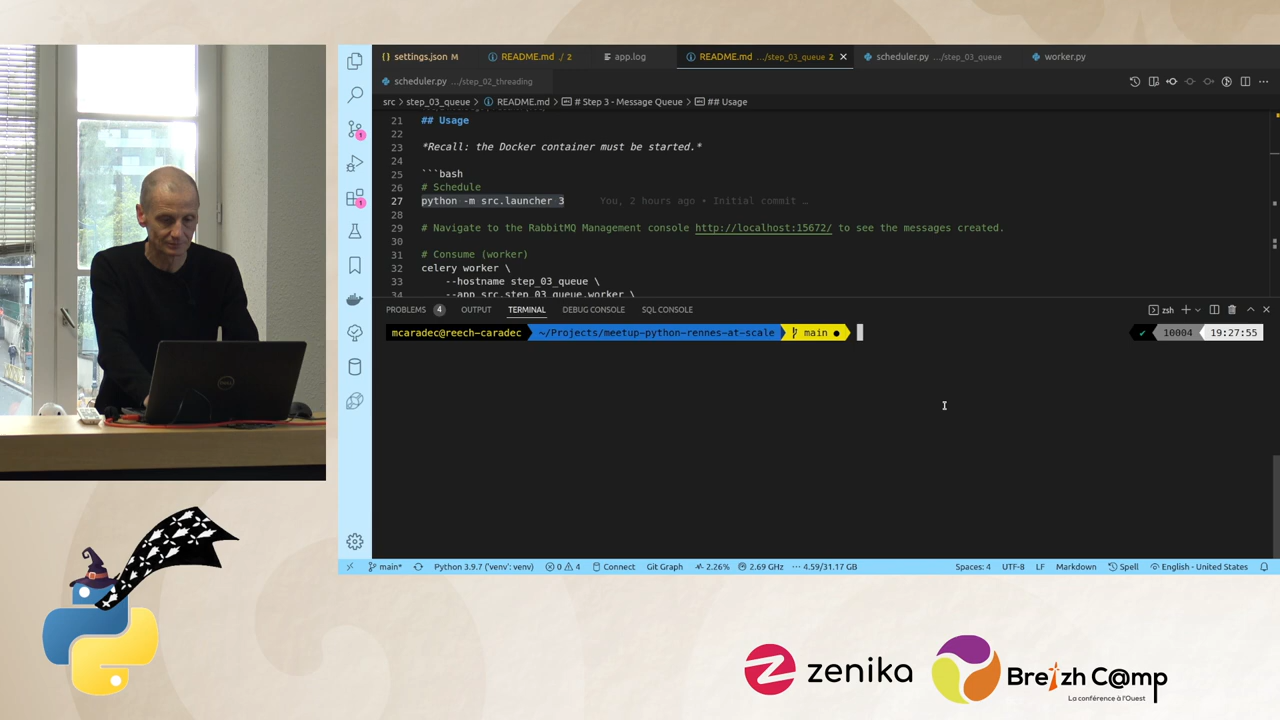 settings.json M
README.md ./ 2
app.log
README.md .../step_03_queue 2
scheduler.py .../step_03_queue
worker.py
scheduler.py .../step_02_threading
src > step_03_queue > README.md > # Step 3 - Message Queue > ## Usage
21 ## Usage
22
23 *Recall: the Docker container must be started.*
24
25 ```bash
26 # Schedule
27 python -m src.launcher 3 You, 2 hours ago • Initial commit …
28
29 # Navigate to the RabbitMQ Management console http://localhost:15672/ to see the messages created.
30
31 # Consume (worker)
32 celery worker \
33 --hostname step_03_queue \
34 --app src.step_03_queue.worker \
PROBLEMS 4 OUTPUT TERMINAL DEBUG CONSOLE SQL CONSOLE
zsh
mcaradec@reech-caradec ~/Projects/meetup-python-rennes-at-scale main ● ✔ 10004 19:27:55
main* Python 3.9.7 ('venv': venv) 0 4 Connect Git Graph 2.26% 2.69 GHz 4.59/31.17 GB Spaces: 4 UTF-8 LF Markdown Spell English - United States
zenika
Breizh C@mp
La conférence à l'Ouest